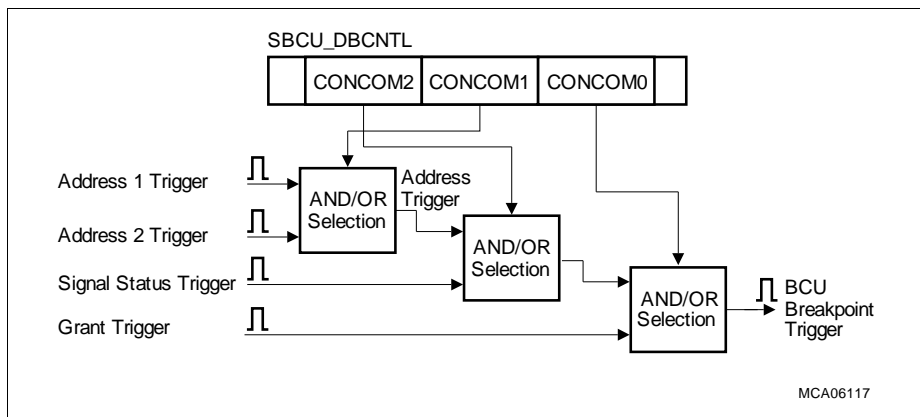 SBCU_DBCNTL
CONCOM2 CONCOM1 CONCOM0
Address 1 Trigger
Address 2 Trigger
Signal Status Trigger
Grant Trigger
AND/OR
Selection
Address
Trigger
AND/OR
Selection
AND/OR
Selection
BCU
Breakpoint
Trigger
MCA06117